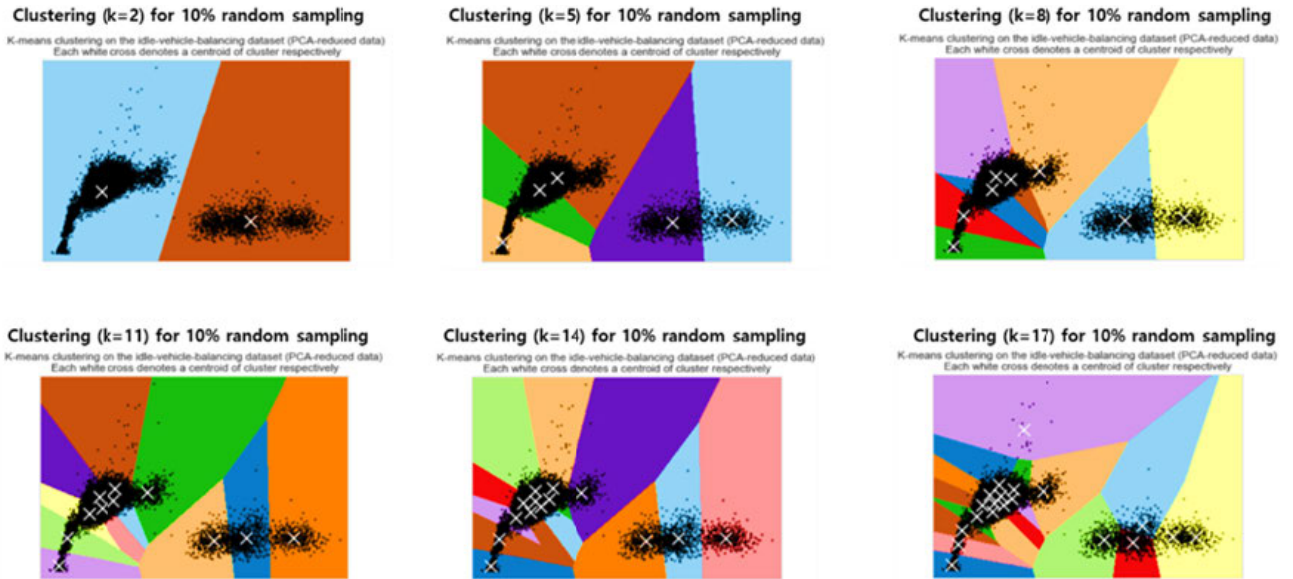 Clustering (k=2) for 10% random sampling
K-means clustering on the idle-vehicle-balancing dataset (PCA-reduced data)
Each white cross denotes a centroid of cluster respectively
Clustering (k=5) for 10% random sampling
K-means clustering on the idle-vehicle-balancing dataset (PCA-reduced data)
Each white cross denotes a centroid of cluster respectively
Clustering (k=8) for 10% random sampling
K-means clustering on the idle-vehicle-balancing dataset (PCA-reduced data)
Each white cross denotes a centroid of cluster respectively
Clustering (k=11) for 10% random sampling
K-means clustering on the idle-vehicle-balancing dataset (PCA-reduced data)
Each white cross denotes a centroid of cluster respectively
Clustering (k=14) for 10% random sampling
K-means clustering on the idle-vehicle-balancing dataset (PCA-reduced data)
Each white cross denotes a centroid of cluster respectively
Clustering (k=17) for 10% random sampling
K-means clustering on the idle-vehicle-balancing dataset (PCA-reduced data)
Each white cross denotes a centroid of cluster respectively